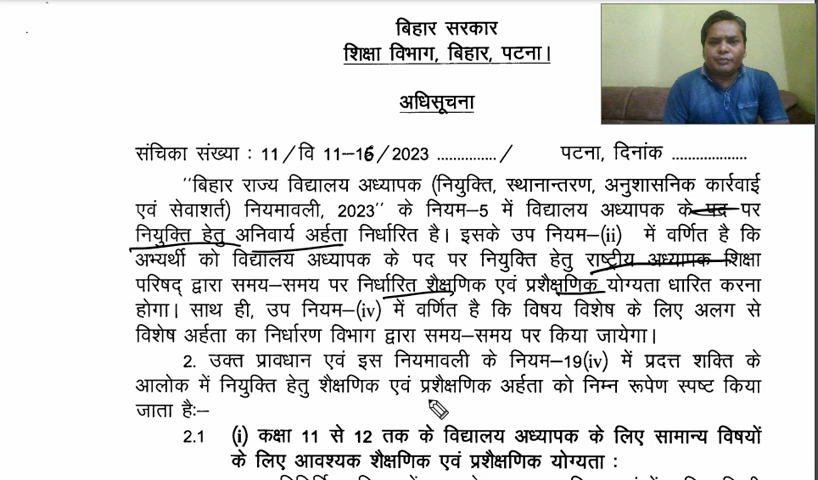 बिहार सरकार
शिक्षा विभाग, बिहार, पटना।
अधिसूचना
संचिका संख्या : 11/वि 11–16/2023 ............../ पटना, दिनांक ...................
''बिहार राज्य विद्यालय अध्यापक (नियुक्ति, स्थानान्तरण, अनुशासनिक कार्रवाई
एवं सेवाशर्त) नियमावली, 2023'' के नियम–5 में विद्यालय अध्यापक के पद पर
नियुक्ति हेतु अनिवार्य अर्हता निर्धारित है। इसके उप नियम–(ii) में वर्णित है कि
अभ्यर्थी को विद्यालय अध्यापक के पद पर नियुक्ति हेतु राष्ट्रीय अध्यापक शिक्षा
परिषद् द्वारा समय–समय पर निर्धारित शैक्षणिक एवं प्रशैक्षणिक योग्यता धारित करना
होगा। साथ ही, उप नियम–(iv) में वर्णित है कि विषय विशेष के लिए अलग से
विशेष अर्हता का निर्धारण विभाग द्वारा समय–समय पर किया जायेगा।
2. उक्त प्रावधान एवं इस नियमावली के नियम–19(iv) में प्रदत्त शक्ति के
आलोक में नियुक्ति हेतु शैक्षणिक एवं प्रशैक्षणिक अर्हता को निम्न रूपेण स्पष्ट किया
जाता है:–
2.1 (i) कक्षा 11 से 12 तक के विद्यालय अध्यापक के लिए सामान्य विषयों
के लिए आवश्यक शैक्षणिक एवं प्रशैक्षणिक योग्यता :